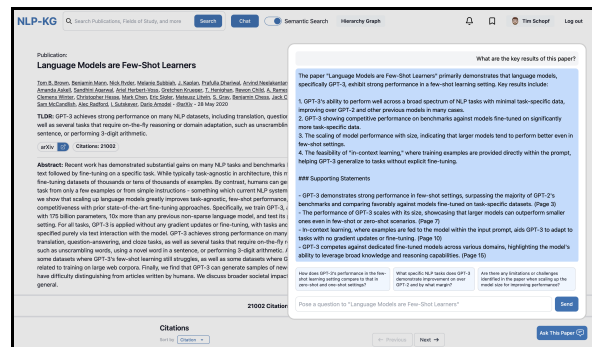 NLP-KG
Search Publications, Fields of Study, and more
Search
Chat
Semantic Search
Hierarchy Graph
Tim Schopf
Log out
Publication:
Language Models are Few-Shot Learners
Tom B. Brown, Benjamin Mann, Nick Ryder, Melanie Subbiah, J. Kaplan, Prafulla Dhariwal, Arvind Neelakantan
Amanda Askell, Sandhini Agarwal, Ariel Herbert-Voss, Gretchen Krueger, T. Henighan, Rewon Child, A. Rames
Clemens Winter, Christopher Hesse, Mark Chen, Eric Sigler, Mateusz Litwin, S. Gray, Benjamin Chess, Jack C
Sam McCandlish, Alec Radford, I. Sutskever, Dario Amodei - @arXiv - 28 May 2020
TLDR: GPT-3 achieves strong performance on many NLP datasets, including translation, question
well as several tasks that require on-the-fly reasoning or domain adaptation, such as unscramblin
sentence, or performing 3-digit arithmetic.
arXiv
Citations: 21002
Abstract: Recent work has demonstrated substantial gains on many NLP tasks and benchmarks
text followed by fine-tuning on a specific task. While typically task-agnostic in architecture, this m
fine-tuning datasets of thousands or tens of thousands of examples. By contrast, humans can ge
task from only a few examples or from simple instructions - something which current NLP system
we show that scaling up language models greatly improves task-agnostic, few-shot performance,
competitiveness with prior state-of-the-art fine-tuning approaches. Specifically, we train GPT-3, a
with 175 billion parameters, 10x more than any previous non-sparse language model, and test its
setting. For all tasks, GPT-3 is applied without any gradient updates or fine-tuning, with tasks and
specified purely via text interaction with the model. GPT-3 achieves strong performance on many
translation, question-answering, and cloze tasks, as well as several tasks that require on-the-fly r
such as unscrambling words, using a novel word in a sentence, or performing 3-digit arithmetic. A
some datasets where GPT-3's few-shot learning still struggles, as well as some datasets where G
related to training on large web corpora. Finally, we find that GPT-3 can generate samples of new
have difficulty distinguishing from articles written by humans. We discuss broader societal impact
general.
21002 Citation
Citations
Sort by
Citation
Previous
Next
What are the key results of this paper?
The paper "Language Models are Few-Shot Learners" primarily demonstrates that language models,
specifically GPT-3, exhibit strong performance in a few-shot learning setting. Key results include:
1. GPT-3's ability to perform well across a broad spectrum of NLP tasks with minimal task-specific data,
improving over GPT-2 and other previous models in many cases.
2. GPT-3 showing competitive performance on benchmarks against models fine-tuned on significantly
more task-specific data.
3. The scaling of model performance with size, indicating that larger models tend to perform better even in
few-shot settings.
4. The feasibility of "in-context learning," where training examples are provided directly within the prompt,
helping GPT-3 generalize to tasks without explicit fine-tuning.
### Supporting Statements
- GPT-3 demonstrates strong performance in few-shot settings, surpassing the majority of GPT-2's
benchmarks and comparing favorably against models fine-tuned on task-specific datasets. (Page 3)
- The performance of GPT-3 scales with its size, showcasing that larger models can outperform smaller
ones even in zero-shot or zero-shot scenarios. (Page 7)
- In-context learning, where examples are fed to the model within the input prompt, aids GPT-3 to adapt to
tasks with no gradient updates or fine-tuning. (Page 10)
- GPT-3 competes against dedicated fine-tuned models across various domains, highlighting the model's
ability to leverage broad knowledge and reasoning capabilities. (Page 15)
How does GPT-3's performance in the few-
shot learning setting compare to that in
zero-shot and one-shot settings?
What specific NLP tasks does GPT-3
demonstrate improvement on over
GPT-2 and by what margin?
Are there any limitations or challenges
identified in the paper when scaling up the
model size for improving performance?
Pose a question to "Language Models are Few-Shot Learners"
Send
Ask This Paper